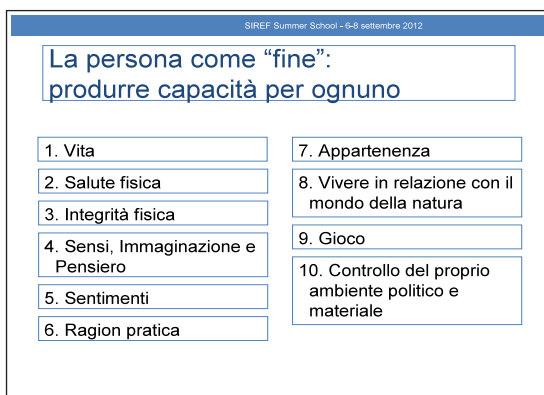 SIREF Summer School – 6-8 settembre 2012
La persona come “fine”:
produrre capacità per ognuno
1. Vita
2. Salute fisica
3. Integrità fisica
4. Sensi, Immaginazione e
Pensiero
5. Sentimenti
6. Ragion pratica
7. Appartenenza
8. Vivere in relazione con il
mondo della natura
9. Gioco
10. Controllo del proprio
ambiente politico e
materiale